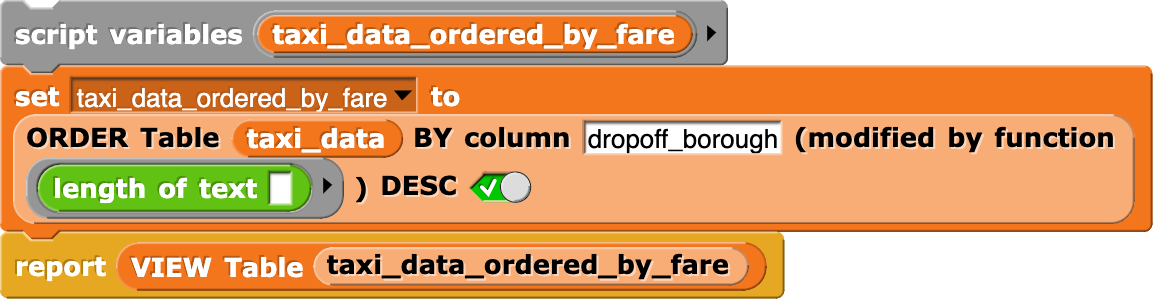 script variables taxi_data_ordered_by_fare
set taxi_data_ordered_by_fare to
ORDER Table taxi_data BY column dropoff_borough (modified by function
length of text ) DESC
report VIEW Table taxi_data_ordered_by_fare